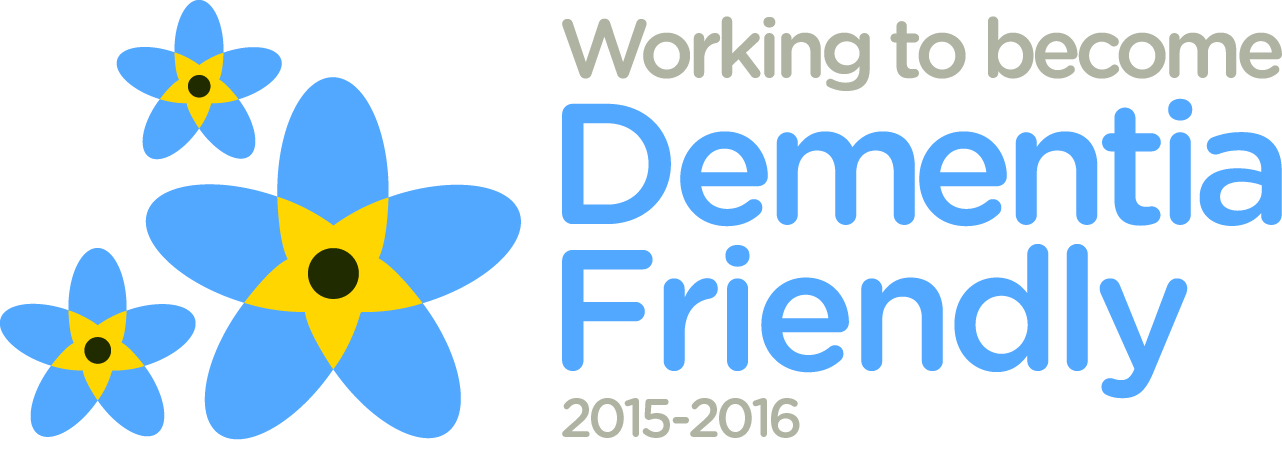 Working to become
Dementia
Friendly
2015-2016